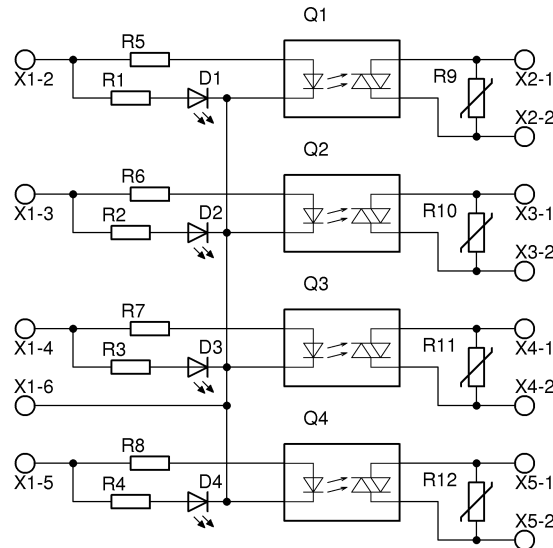 Q1
R5
X1-2
R1
D1
R9
X2-1
X2-2
Q2
R6
X1-3
R2
D2
R10
X3-1
X3-2
Q3
R7
X1-4
R3
D3
R11
X4-1
X1-6
X4-2
Q4
R8
X1-5
R4
D4
R12
X5-1
X5-2